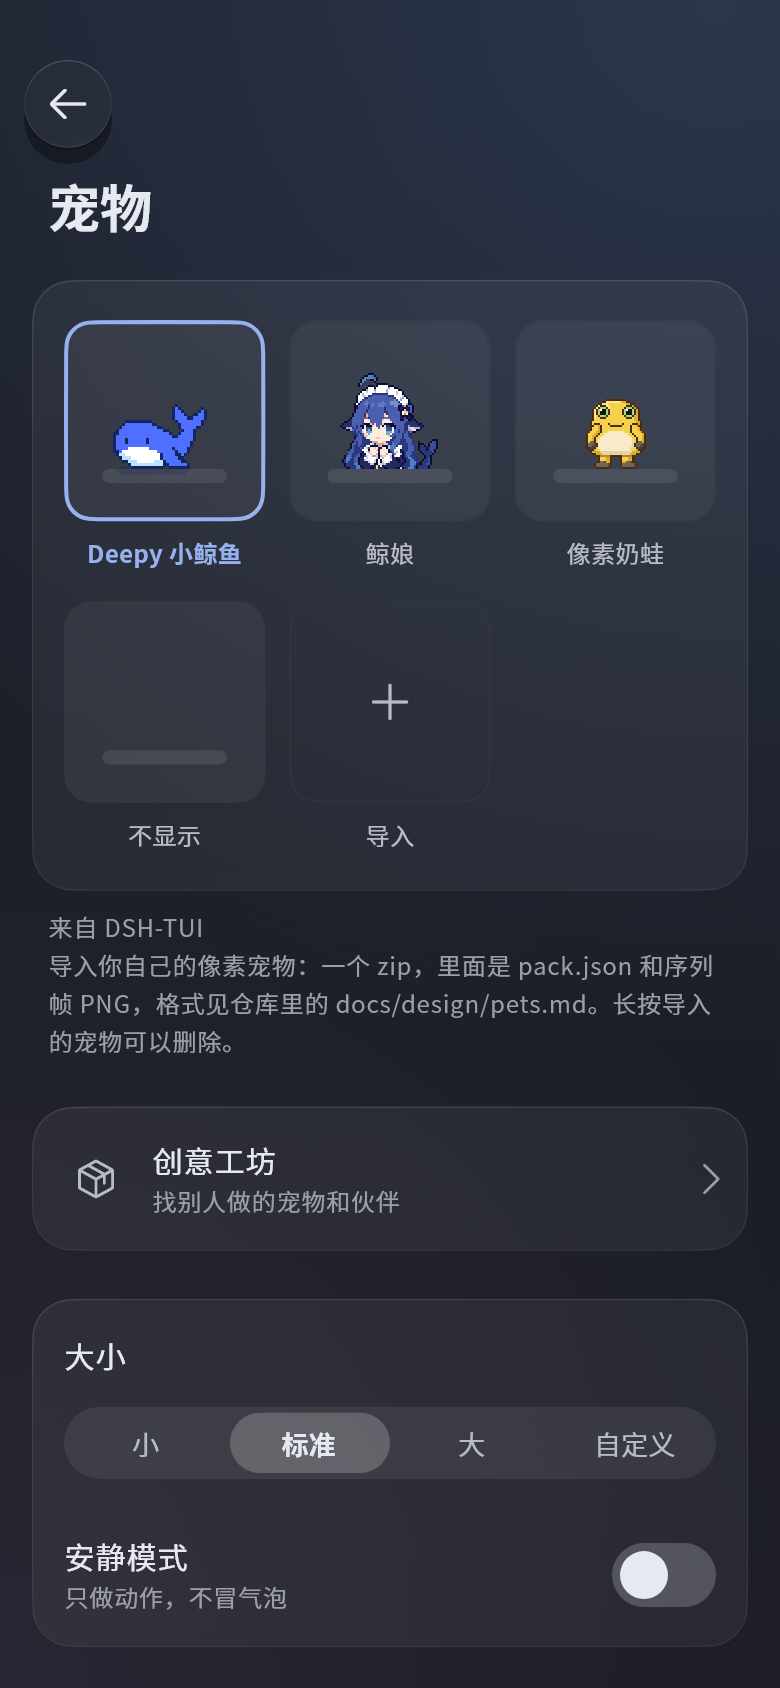 宠物
Deepy 小鲸鱼
鲸娘
像素奶蛙
不显示
导入
来自 DSH-TUI
导入你自己的像素宠物：一个 zip，里面是 pack.json 和序列
帧 PNG，格式见仓库里的 docs/design/pets.md。长按导入
的宠物可以删除。
创意工坊
找别人做的宠物和伙伴
大小
小
标准
大
自定义
安静模式
只做动作，不冒气泡